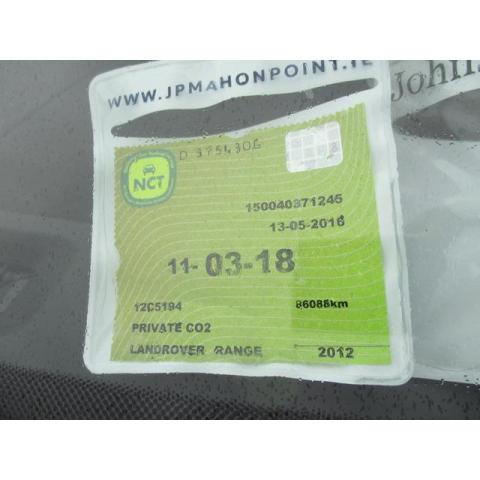 WWW.JPMAHONPOINT.IE
D 3754306
NCT
150040371245
13-05-2016
11-03-18
12C5194
86088km
PRIVATE CO2
LANDROVER RANGE 2012